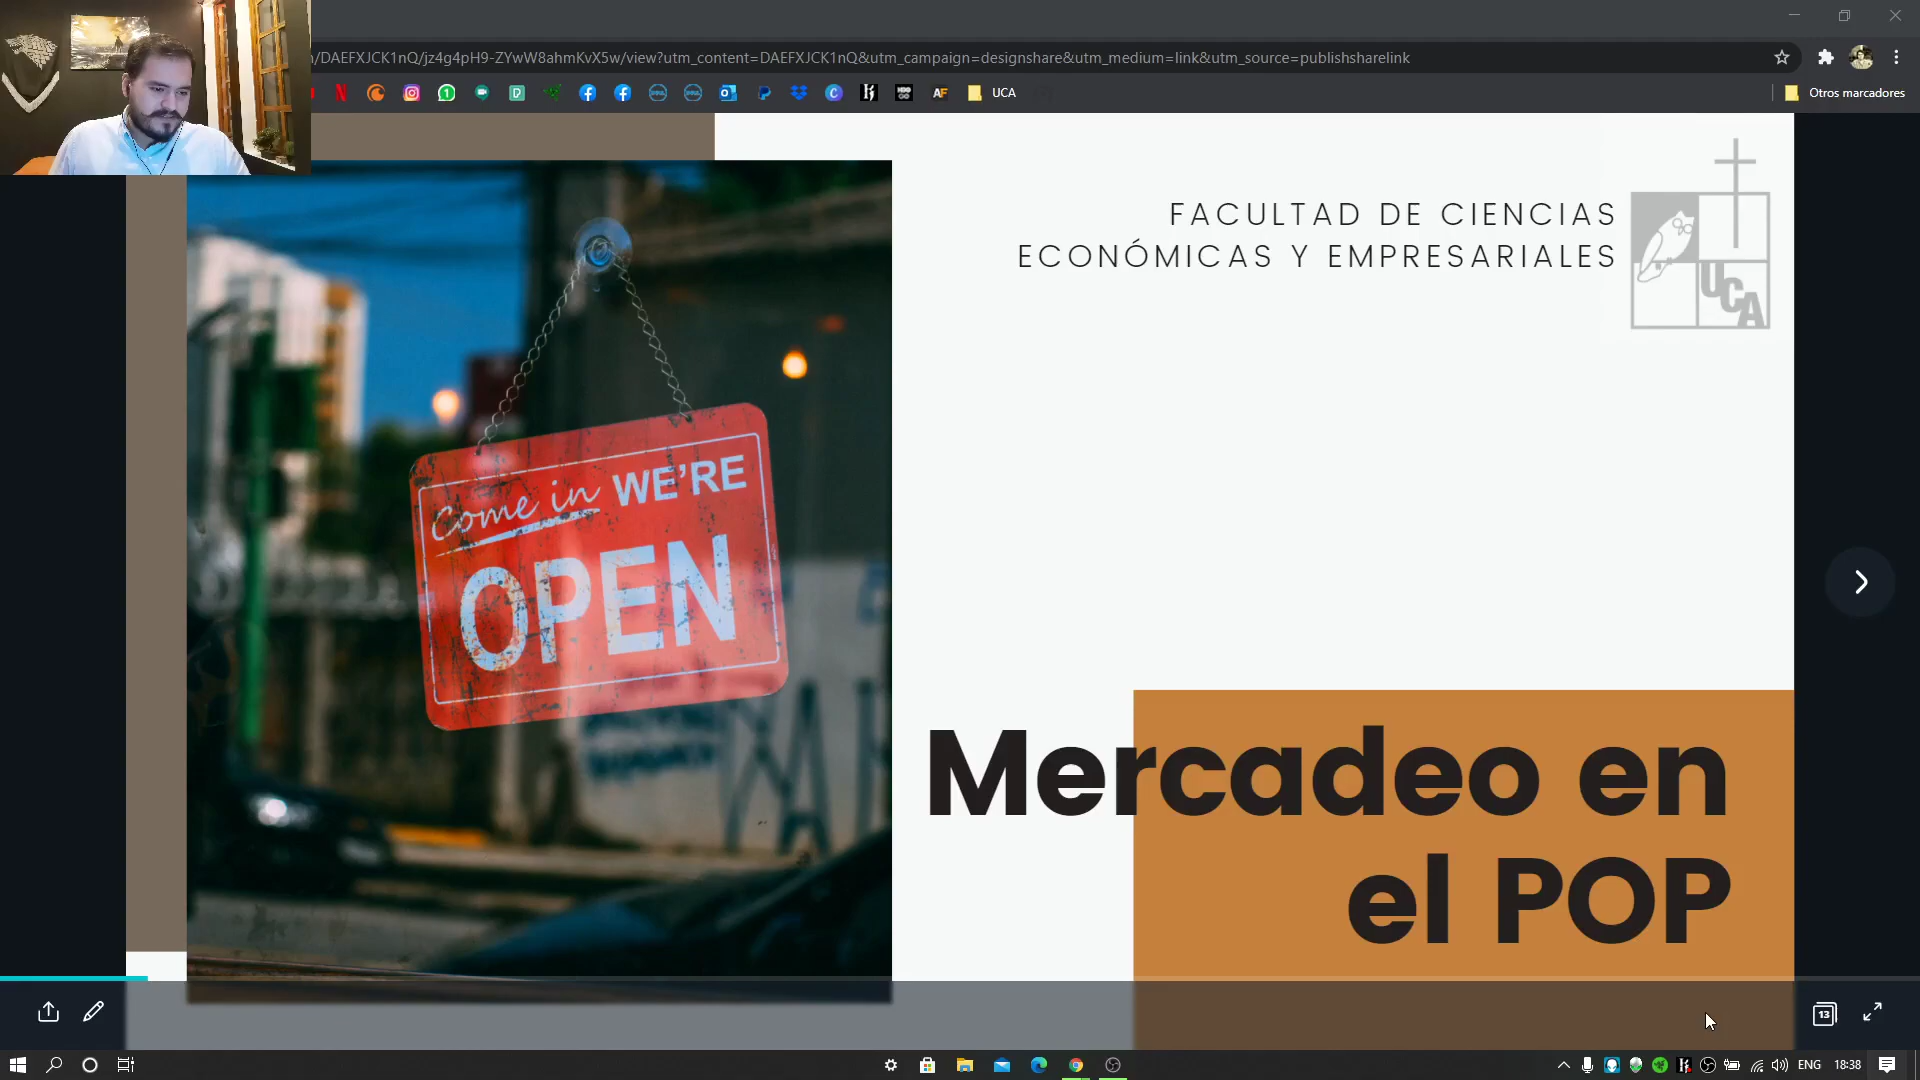 /DAEFXJCK1nQ/jz4g4pH9-ZYwW8ahmKvX5w/view?utm_content=DAEFXJCK1nQ&utm_campaign=designshare&utm_medium=link&utm_source=publishsharelink
UCA
Otros marcadores
FACULTAD DE CIENCIAS
ECONÓMICAS Y EMPRESARIALES
UCA
Come in WE'RE
OPEN
Mercadeo en
el POP
13
ENG
18:38